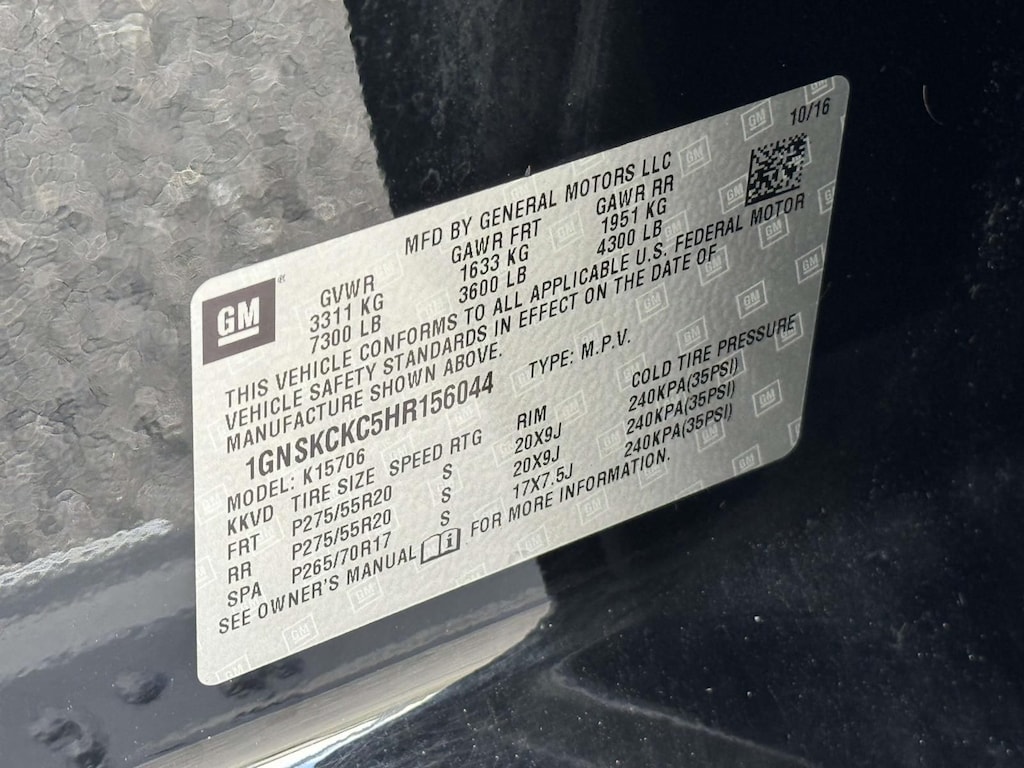 10/16
MFD BY GENERAL MOTORS LLC
GM
GVWR GAWR FRT GAWR RR
3311 KG 1633 KG 1951 KG
7300 LB 3600 LB 4300 LB
THIS VEHICLE CONFORMS TO ALL APPLICABLE U.S. FEDERAL MOTOR
VEHICLE SAFETY STANDARDS IN EFFECT ON THE DATE OF
MANUFACTURE SHOWN ABOVE.
1GNSKCKC5HR156044 TYPE: M.P.V.
MODEL: K15706
KKVD TIRE SIZE SPEED RTG RIM COLD TIRE PRESSURE
FRT P275/55R20 S 20X9J 240KPA(35PSI)
RR P275/55R20 S 20X9J 240KPA(35PSI)
SPA P265/70R17 S 17X7.5J 240KPA(35PSI)
SEE OWNER'S MANUAL i FOR MORE INFORMATION.